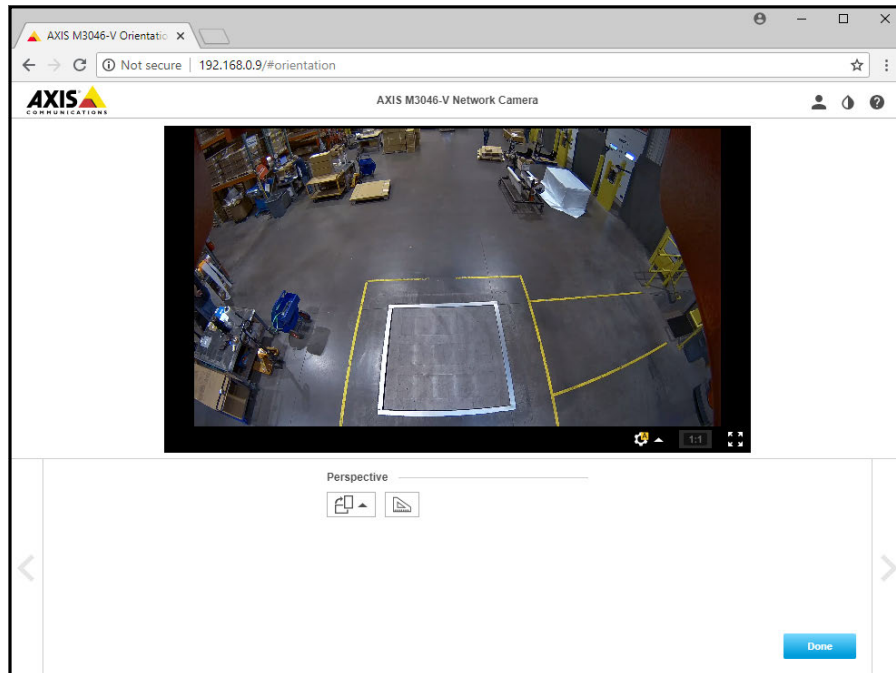 AXIS M3046-V Orientatio
Not secure | 192.168.0.9/#orientation
AXIS
COMMUNICATIONS
AXIS M3046-V Network Camera
A
1:1
Perspective
Done